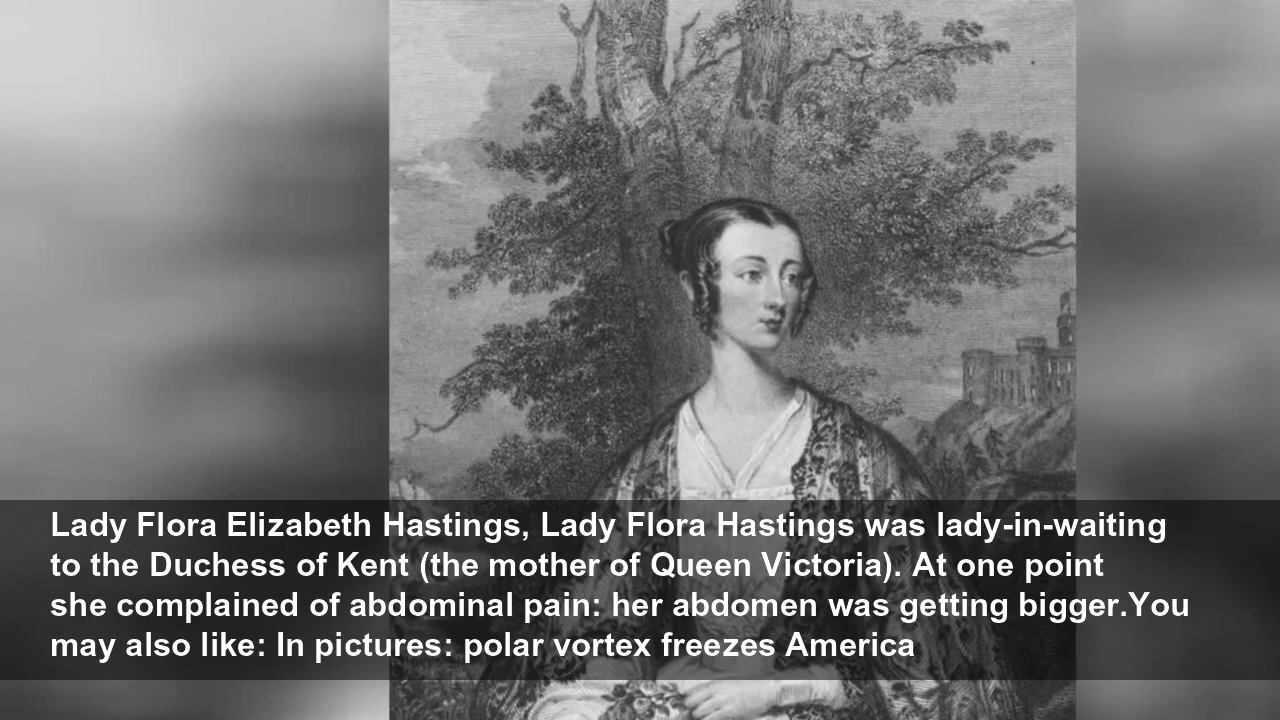 Lady Flora Elizabeth Hastings, Lady Flora Hastings was lady-in-waiting
to the Duchess of Kent (the mother of Queen Victoria). At one point
she complained of abdominal pain: her abdomen was getting bigger.You
may also like: In pictures: polar vortex freezes America